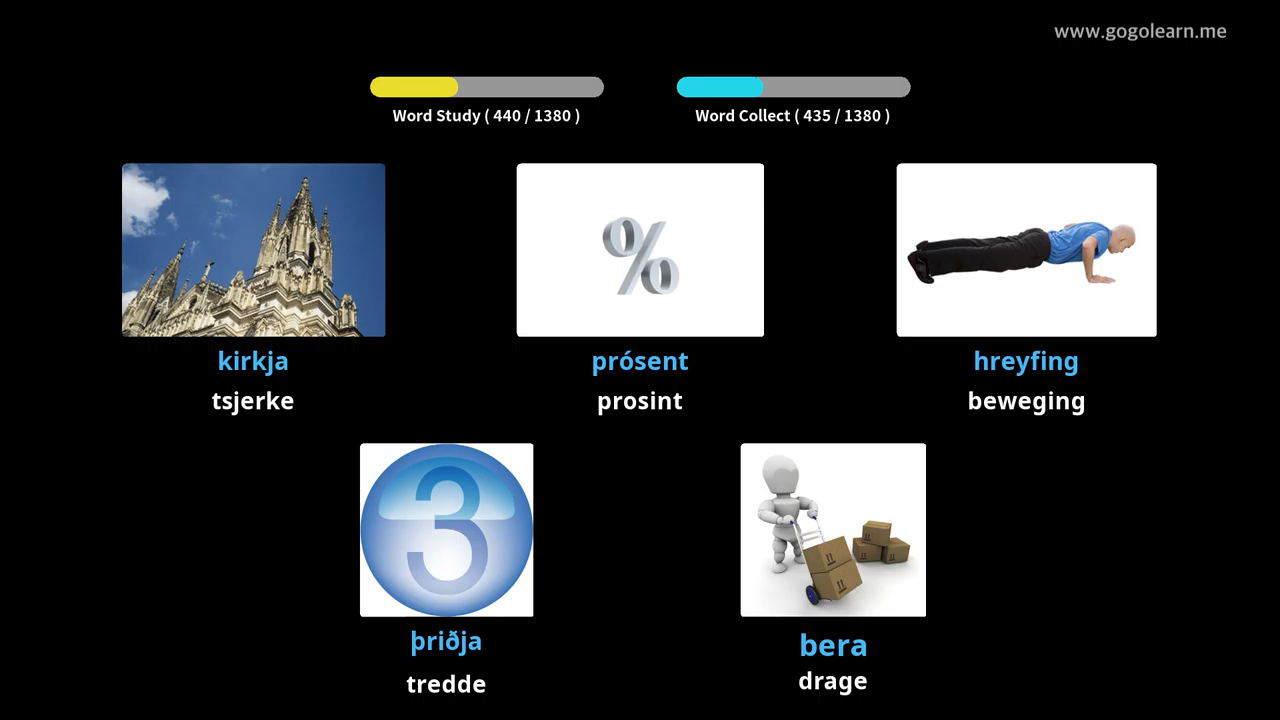 www.gogolearn.me
Word Study ( 440 / 1380 )
Word Collect ( 435 / 1380 )
%
kirkja
prósent
hreyfing
tsjerke
prosint
beweging
3
þriðja
bera
tredde
drage